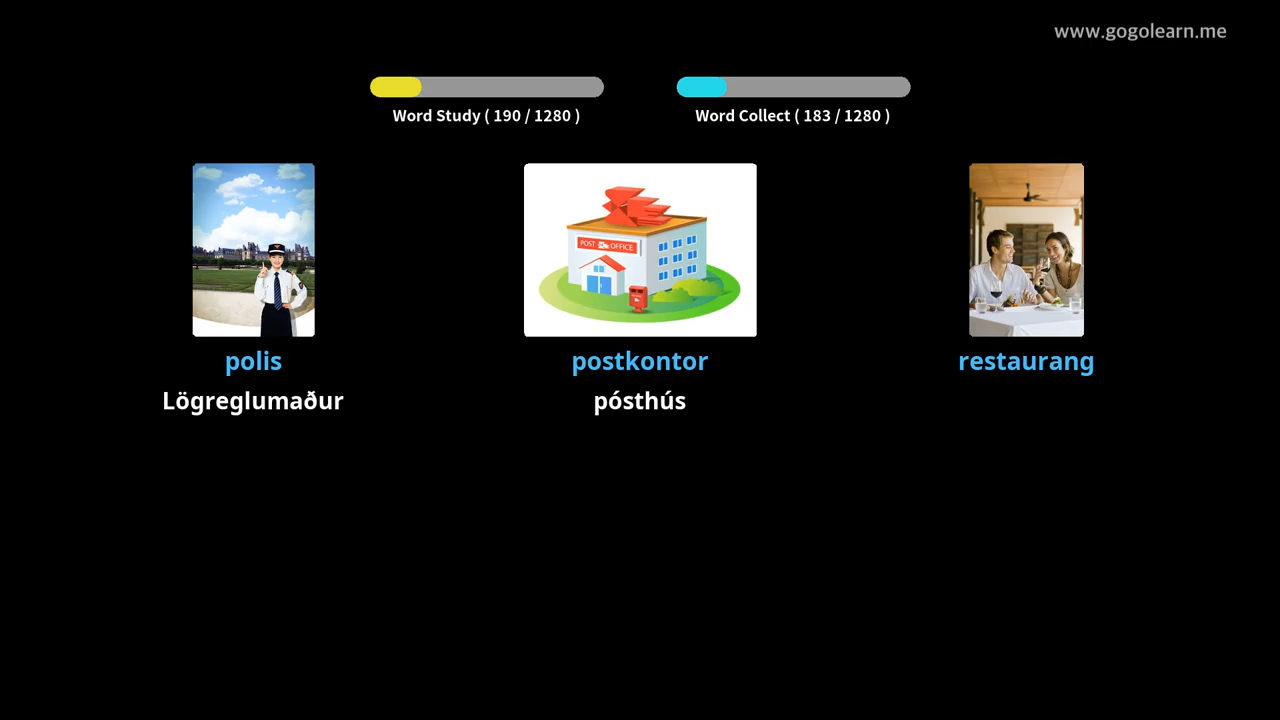 www.gogolearn.me
Word Study ( 190 / 1280 )
Word Collect ( 183 / 1280 )
POST OFFICE
polis
postkontor
restaurang
Lögreglumaður
pósthús